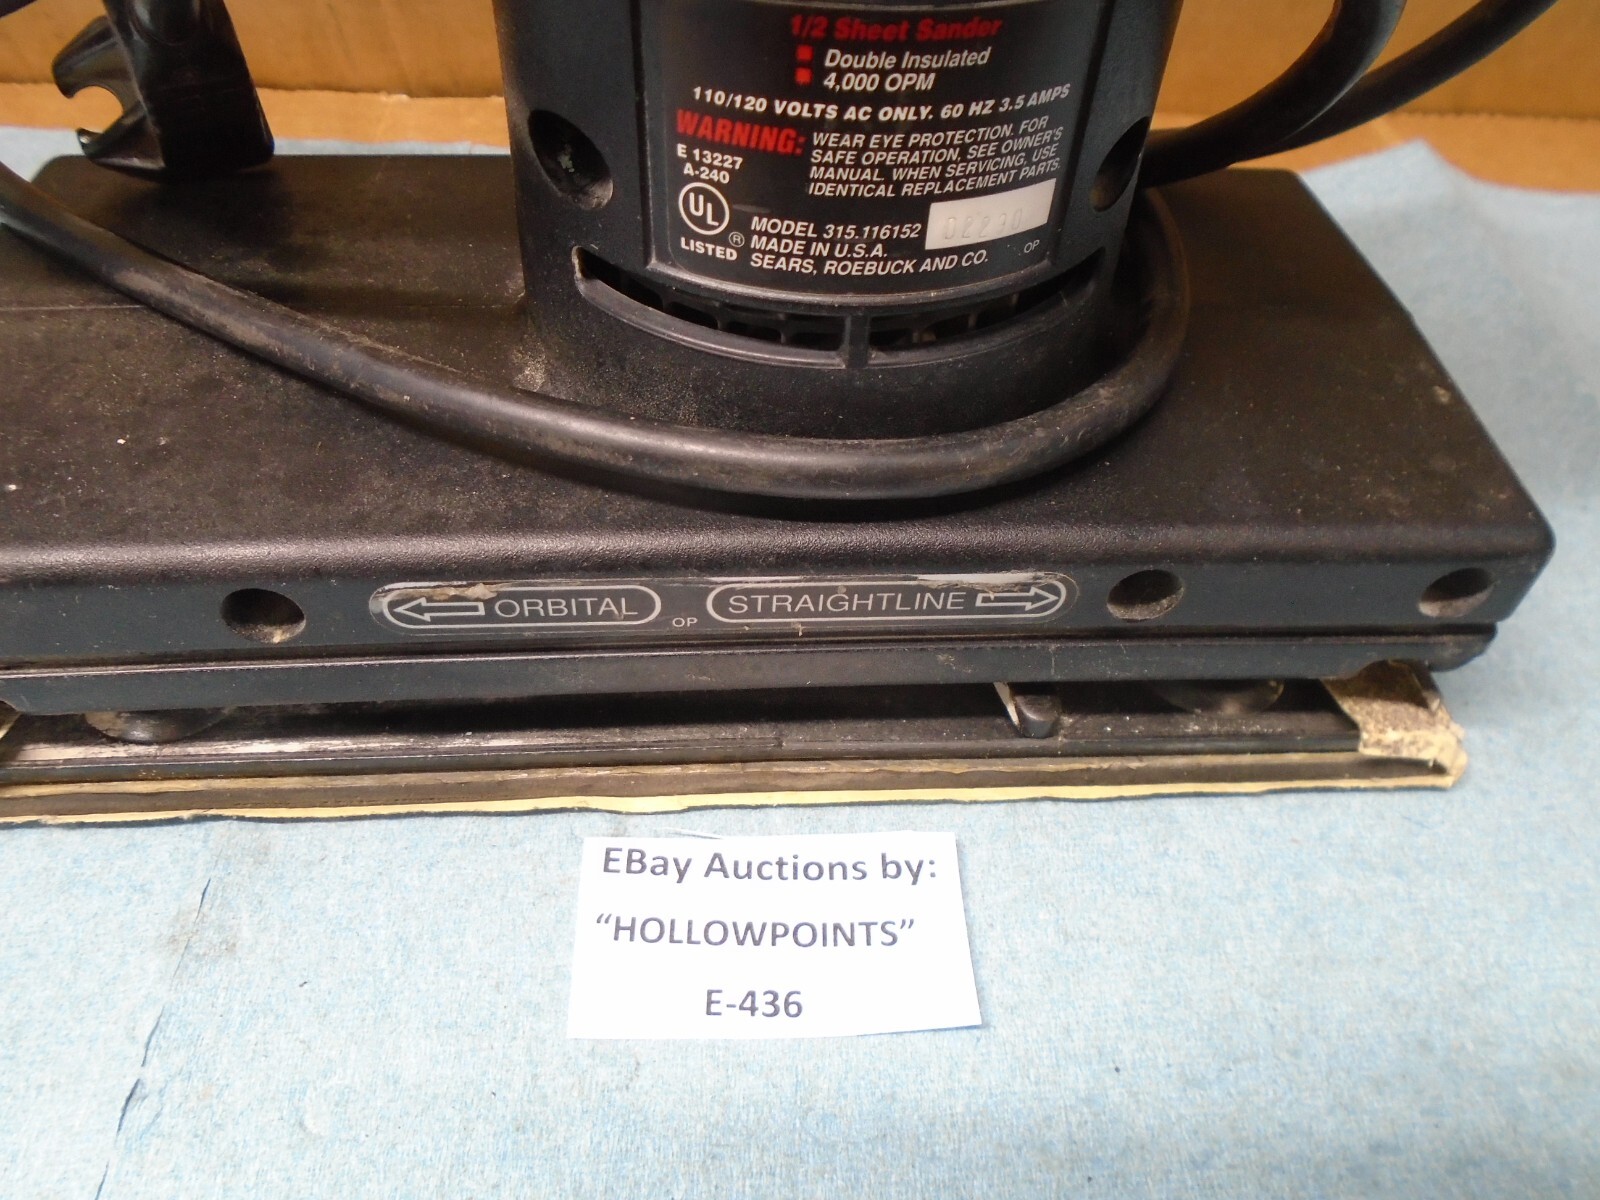 1/2 Sheet Sander
Double Insulated
4,000 OPM
110/120 VOLTS AC ONLY. 60 HZ 3.5 AMPS
WARNING: WEAR EYE PROTECTION. FOR
SAFE OPERATION, SEE OWNER'S
MANUAL. WHEN SERVICING, USE
IDENTICAL REPLACEMENT PARTS.
E 13227
A-240
UL
LISTED
®
MODEL 315.116152
MADE IN U.S.A.
SEARS, ROEBUCK AND CO.
OP
ORBITAL OP STRAIGHTLINE
EBay Auctions by:
“HOLLOWPOINTS”
E-436